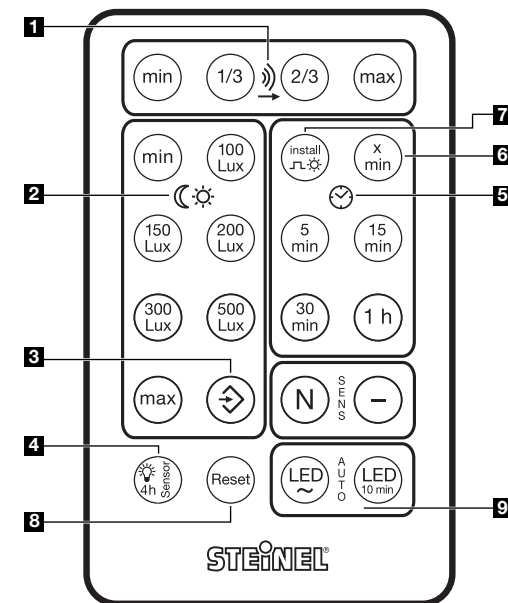 1
min 1/3 2/3 max
7
min 100 Lux install x min
6
2
5
150 Lux 200 Lux 5 min 15 min
300 Lux 500 Lux 30 min 1 h
3
max N SENS –
4
4h Sensor Reset LED ~ AUTO LED 10 min
8
9
STEINEL®